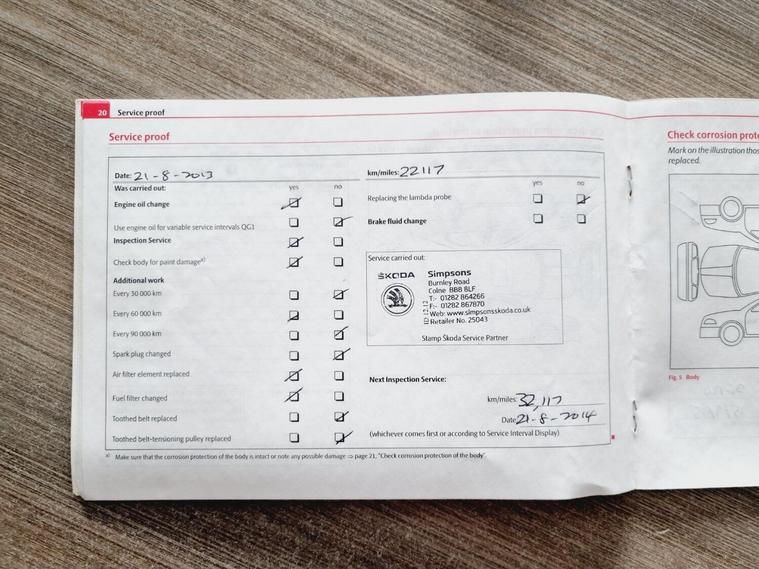 20 Service proof
Service proof
Date: 21-8-2013
km/miles: 22117
Was carried out: yes no
Engine oil change
Use engine oil for variable service intervals QG1
Inspection Service
Check body for paint damage a)
Additional work
Every 30 000 km
Every 60 000 km
Every 90 000 km
Spark plug changed
Air filter element replaced
Fuel filter changed
Toothed belt replaced
Toothed belt-tensioning pulley replaced
yes no
Replacing the lambda probe
Brake fluid change
Service carried out:
ŠKODA
Simpsons
Burnley Road
Colne BB8 8LF
T:- 01282 864266
F:- 01282 867870
Web: www.simpsonsskoda.co.uk
Retailer No. 25043
Stamp Škoda Service Partner
Next Inspection Service:
km/miles: 32,117
Date 21-8-2014
(whichever comes first or according to Service Interval Display)
a) Make sure that the corrosion protection of the body is intact or note any possible damage ⇒ page 21, "Check corrosion protection of the body".
Check corrosion prote
Mark on the illustration thos
replaced.
Fig. 5 Body